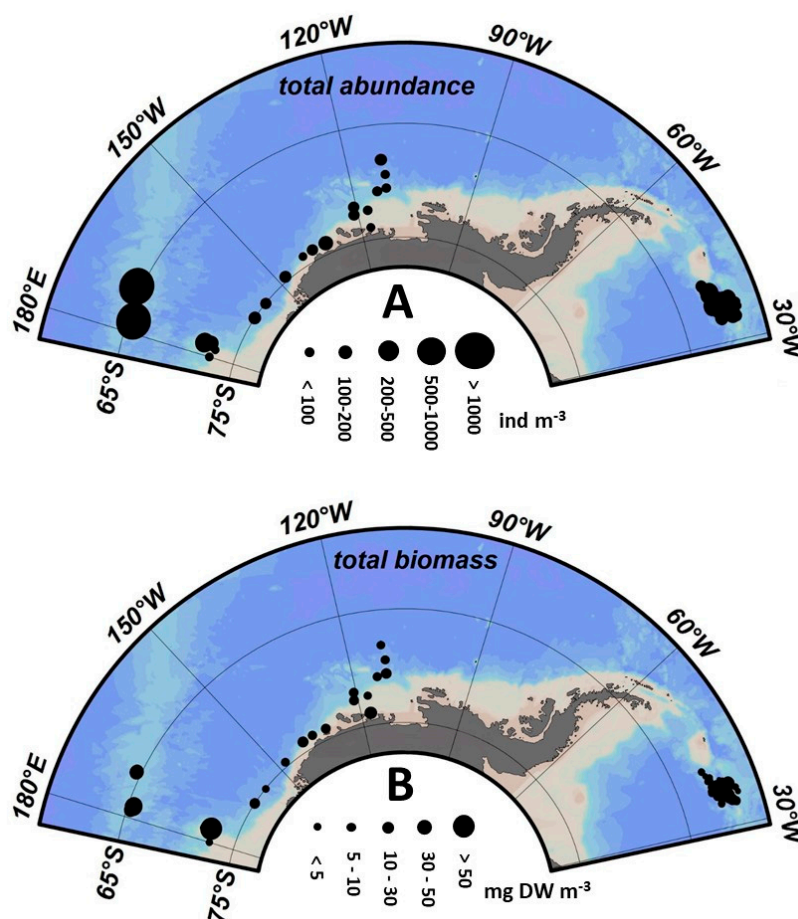 120°W
90°W
total abundance
150°W
60°W
180°E
A
30°W
65°S
75°S
< 100
100-200
200-500
500-1000
> 1000
ind m⁻³
120°W
90°W
total biomass
150°W
60°W
180°E
B
30°W
65°S
75°S
< 5
5 - 10
10 - 30
30 - 50
> 50
mg DW m⁻³